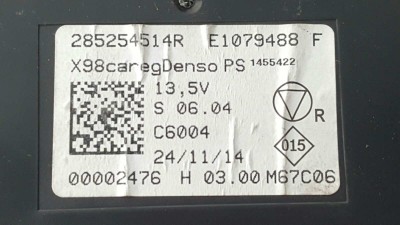 285254514R E1079488 F
X98caregDenso PS 1455422
13,5V
S 06.04
R
C6004
015
24/11/14
00002476 H 03.00 M67C06